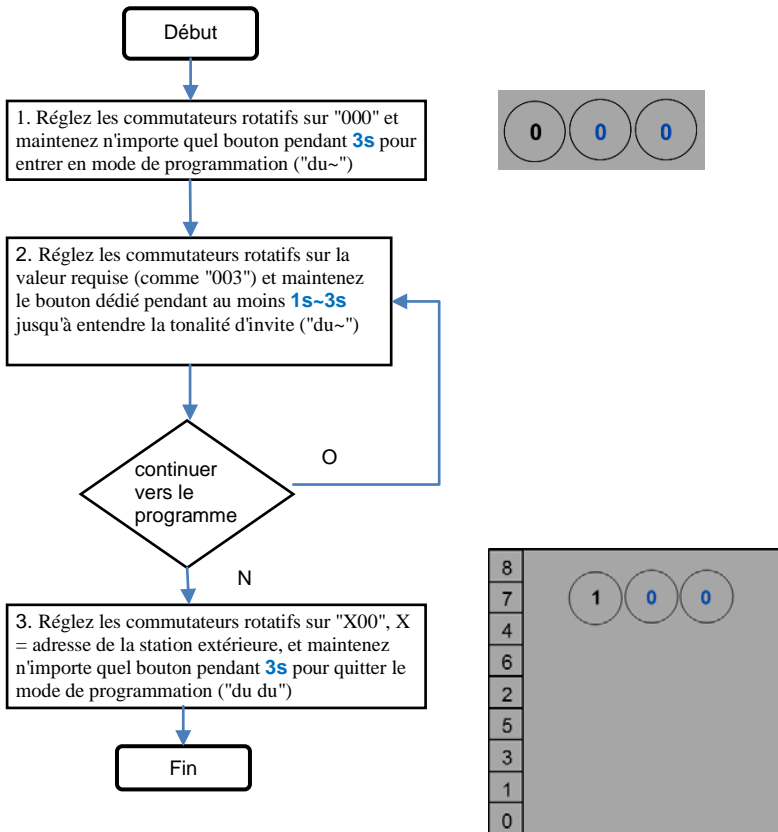 Début
1. Réglez les commutateurs rotatifs sur "000" et
maintenez n'importe quel bouton pendant 3s pour
entrer en mode de programmation ("du~")
0 0 0
2. Réglez les commutateurs rotatifs sur la
valeur requise (comme "003") et maintenez
le bouton dédié pendant au moins 1s~3s
jusqu'à entendre la tonalité d'invite ("du~")
continuer
vers le
programme
O
N
3. Réglez les commutateurs rotatifs sur "X00", X
= adresse de la station extérieure, et maintenez
n'importe quel bouton pendant 3s pour quitter le
mode de programmation ("du du")
Fin
8
7
4
6
2
5
3
1
0
1 0 0